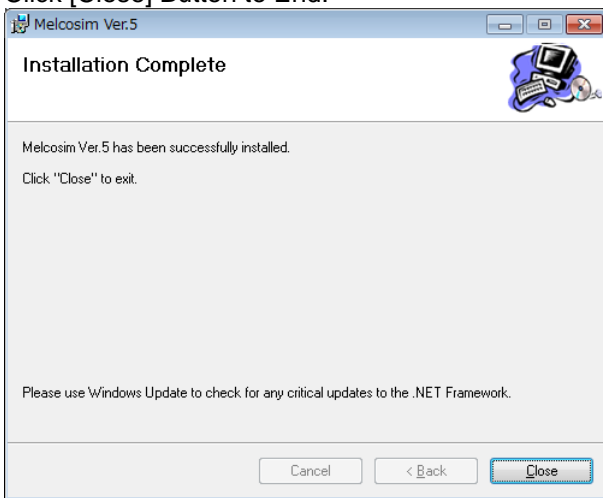 Click [Close] Button to End.
Melcosim Ver.5
Installation Complete
Melcosim Ver.5 has been successfully installed.
Click "Close" to exit.
Please use Windows Update to check for any critical updates to the .NET Framework.
Cancel
< Back
Close